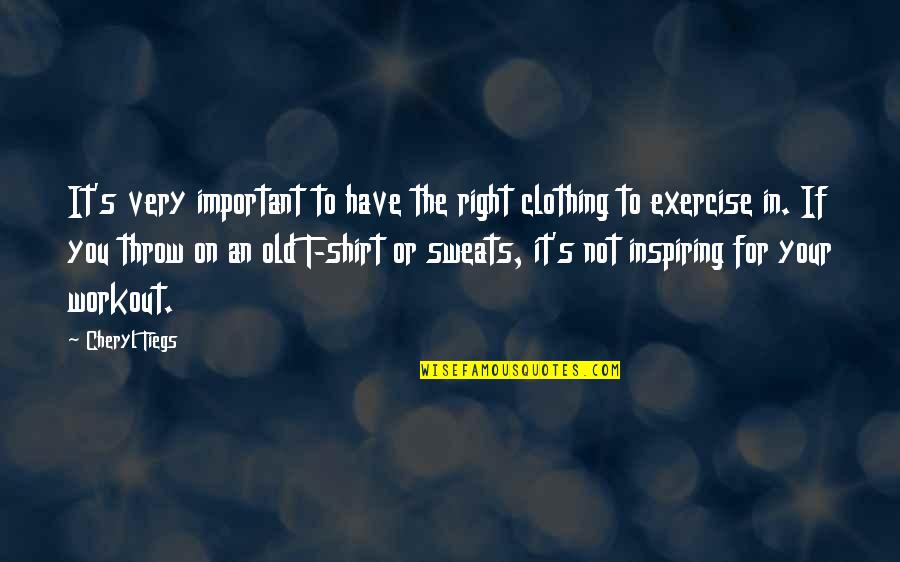 It's very important to have the right clothing to exercise in. If
you throw on an old T-shirt or sweats, it's not inspiring for your
workout.
~ Cheryl Tiegs
WISEFAMOUSQUOTES.COM